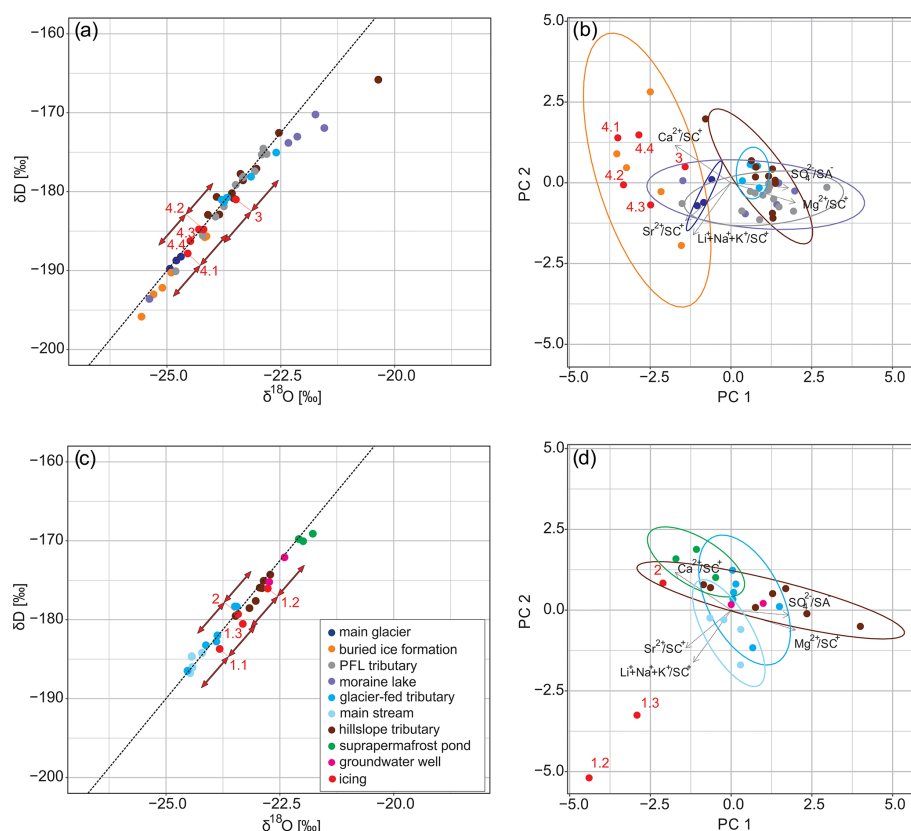 (a)
−160
−170
−180
−190
−200
δD [‰]
4.2
4.3
4.4
4.1
3
−25.0
−22.5
−20.0
δ18O [‰]
(b)
5.0
2.5
0.0
−2.5
−5.0
PC 2
4.1
4.4
4.2
4.3
3
Ca2+/SC+
SO42-/SA-
Mg2+/SC+
Sr2+/SC+
Li++Na++K+/SC+
−5.0
−2.5
0.0
2.5
5.0
PC 1
(c)
−160
−170
−180
−190
−200
δD [‰]
2
1.2
1.3
1.1
main glacier
buried ice formation
PFL tributary
moraine lake
glacier-fed tributary
main stream
hillslope tributary
suprapermafrost pond
groundwater well
icing
−25.0
−22.5
−20.0
δ18O [‰]
(d)
5.0
2.5
0.0
−2.5
−5.0
PC 2
2
Ca2+/SC+
SO42-/SA-
Mg2+/SC+
Sr2+/SC+
Li++Na++K+/SC+
1.3
1.2
−5.0
−2.5
0.0
2.5
5.0
PC 1